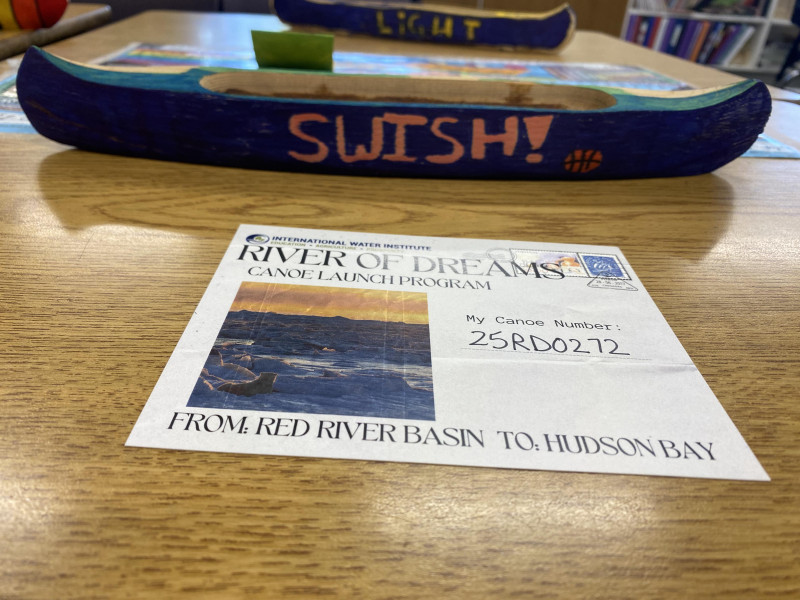 LIGHT
SWISH!
INTERNATIONAL WATER INSTITUTE
RIVER OF DREAMS
CANOE LAUNCH PROGRAM
My Canoe Number:
25RD0272
FROM: RED RIVER BASIN TO: HUDSON BAY